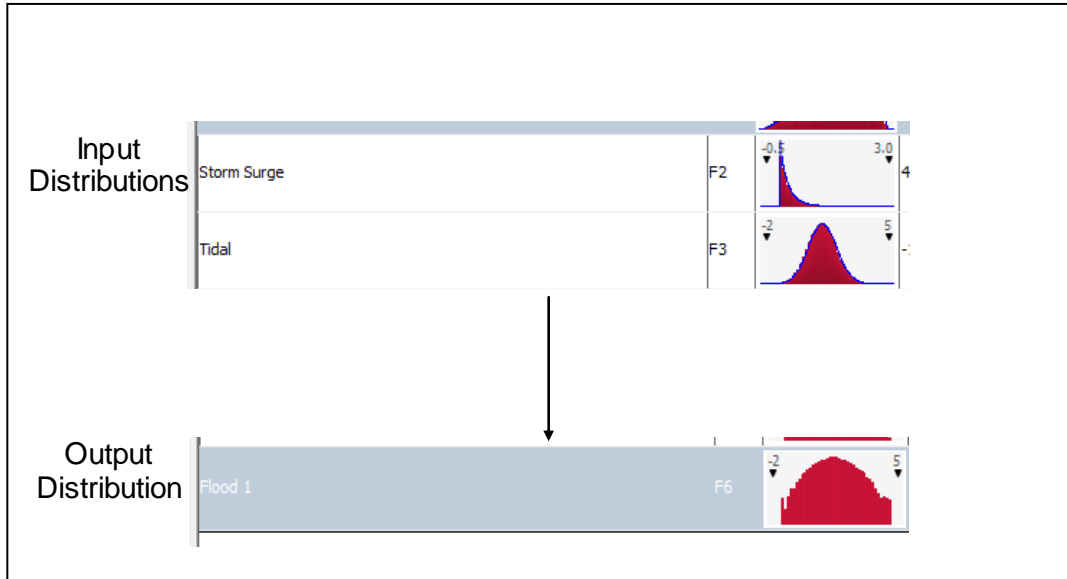 Input
Distributions
Storm Surge F2 -0.5 3.0 4
Tidal F3 -2 5
Output
Distribution
Flood 1 F6 -2 5